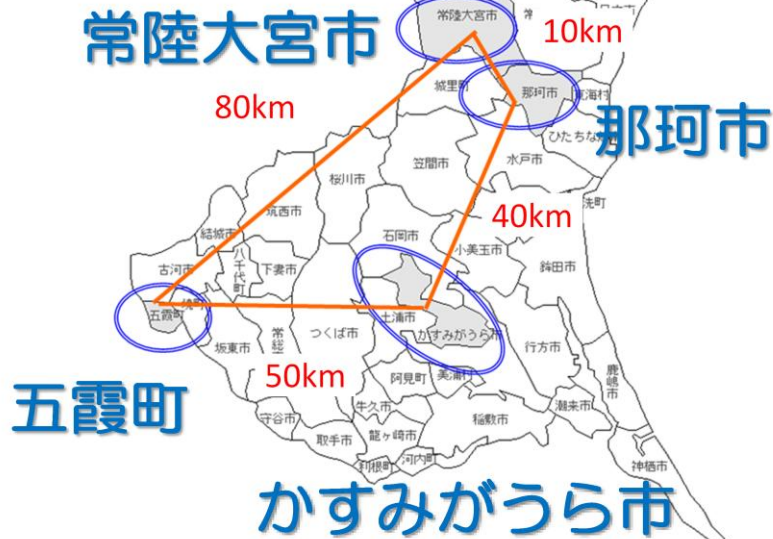 常陸大宮市
常陸大宮市
10km
城里町
那珂市
東海村
那珂市
80km
ひたちな
笠間市
水戸市
桜川市
洗町
筑西市
40km
結城市
石岡市
小美玉市
古河市
八千代町
下妻市
鉾田市
五霞町
境町
土浦市
かすみがうら市
つくば市
常総
坂東市
行方市
50km
阿見町
美浦村
鹿嶋市
五霞町
牛久市
守谷市
稲敷市
潮来市
取手市
龍ヶ崎市
利根町
河内町
神栖市
かすみがうら市